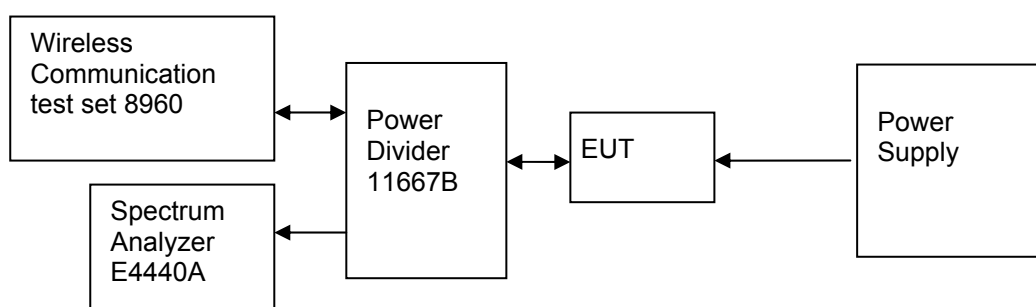 Wireless
Communication
test set 8960
Spectrum
Analyzer
E4440A
Power
Divider
11667B
EUT
Power
Supply